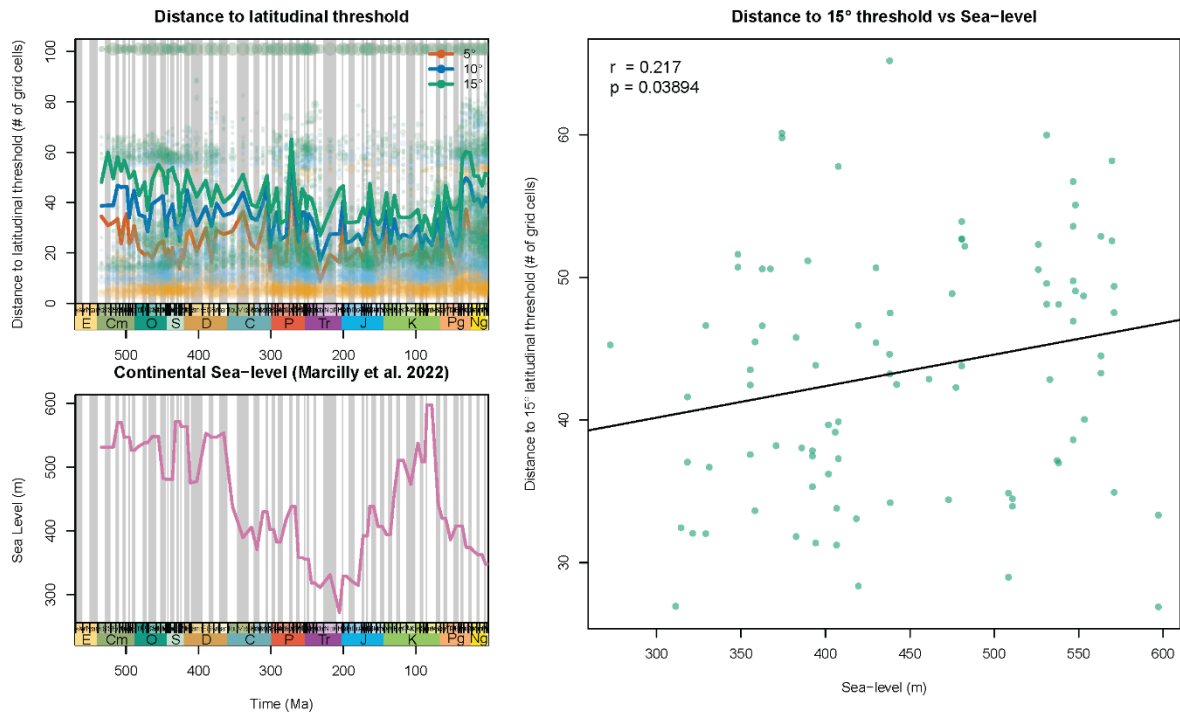 Distance to latitudinal threshold
Distance to latitudinal threshold (# of grid cells)
100
80
60
40
20
0
5°
10°
15°
E Cm O S D C P Tr J K Pg Ng
500 400 300 200 100
Continental Sea−level (Marcilly et al. 2022)
Sea Level (m)
600
500
400
300
E Cm O S D C P Tr J K Pg Ng
500 400 300 200 100
Time (Ma)
Distance to 15° threshold vs Sea−level
r = 0.217
p = 0.03894
Distance to 15° latitudinal threshold (# of grid cells)
60
50
40
30
300 350 400 450 500 550 600
Sea−level (m)